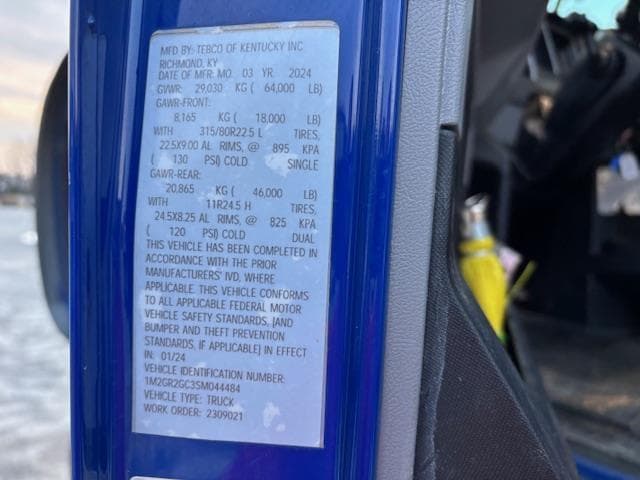 MFD BY: TEBCO OF KENTUCKY INC
RICHMOND, KY
DATE OF MFR: MO. 03 YR. 2024
GVWR: 29,030 KG ( 64,000 LB)
GAWR-FRONT:
8,165 KG ( 18,000 LB)
WITH 315/80R22.5 L TIRES,
22.5X9.00 AL RIMS, @ 895 KPA
( 130 PSI) COLD SINGLE
GAWR-REAR:
20,865 KG ( 46,000 LB)
WITH 11R24.5 H TIRES,
24.5X8.25 AL RIMS, @ 825 KPA
( 120 PSI) COLD DUAL
THIS VEHICLE HAS BEEN COMPLETED IN
ACCORDANCE WITH THE PRIOR
MANUFACTURERS' IVD, WHERE
APPLICABLE. THIS VEHICLE CONFORMS
TO ALL APPLICABLE FEDERAL MOTOR
VEHICLE SAFETY STANDARDS, [AND
BUMPER AND THEFT PREVENTION
STANDARDS, IF APPLICABLE] IN EFFECT
IN: 01/24
VEHICLE IDENTIFICATION NUMBER:
1M2GR2GC3SM044484
VEHICLE TYPE: TRUCK
WORK ORDER: 2309021